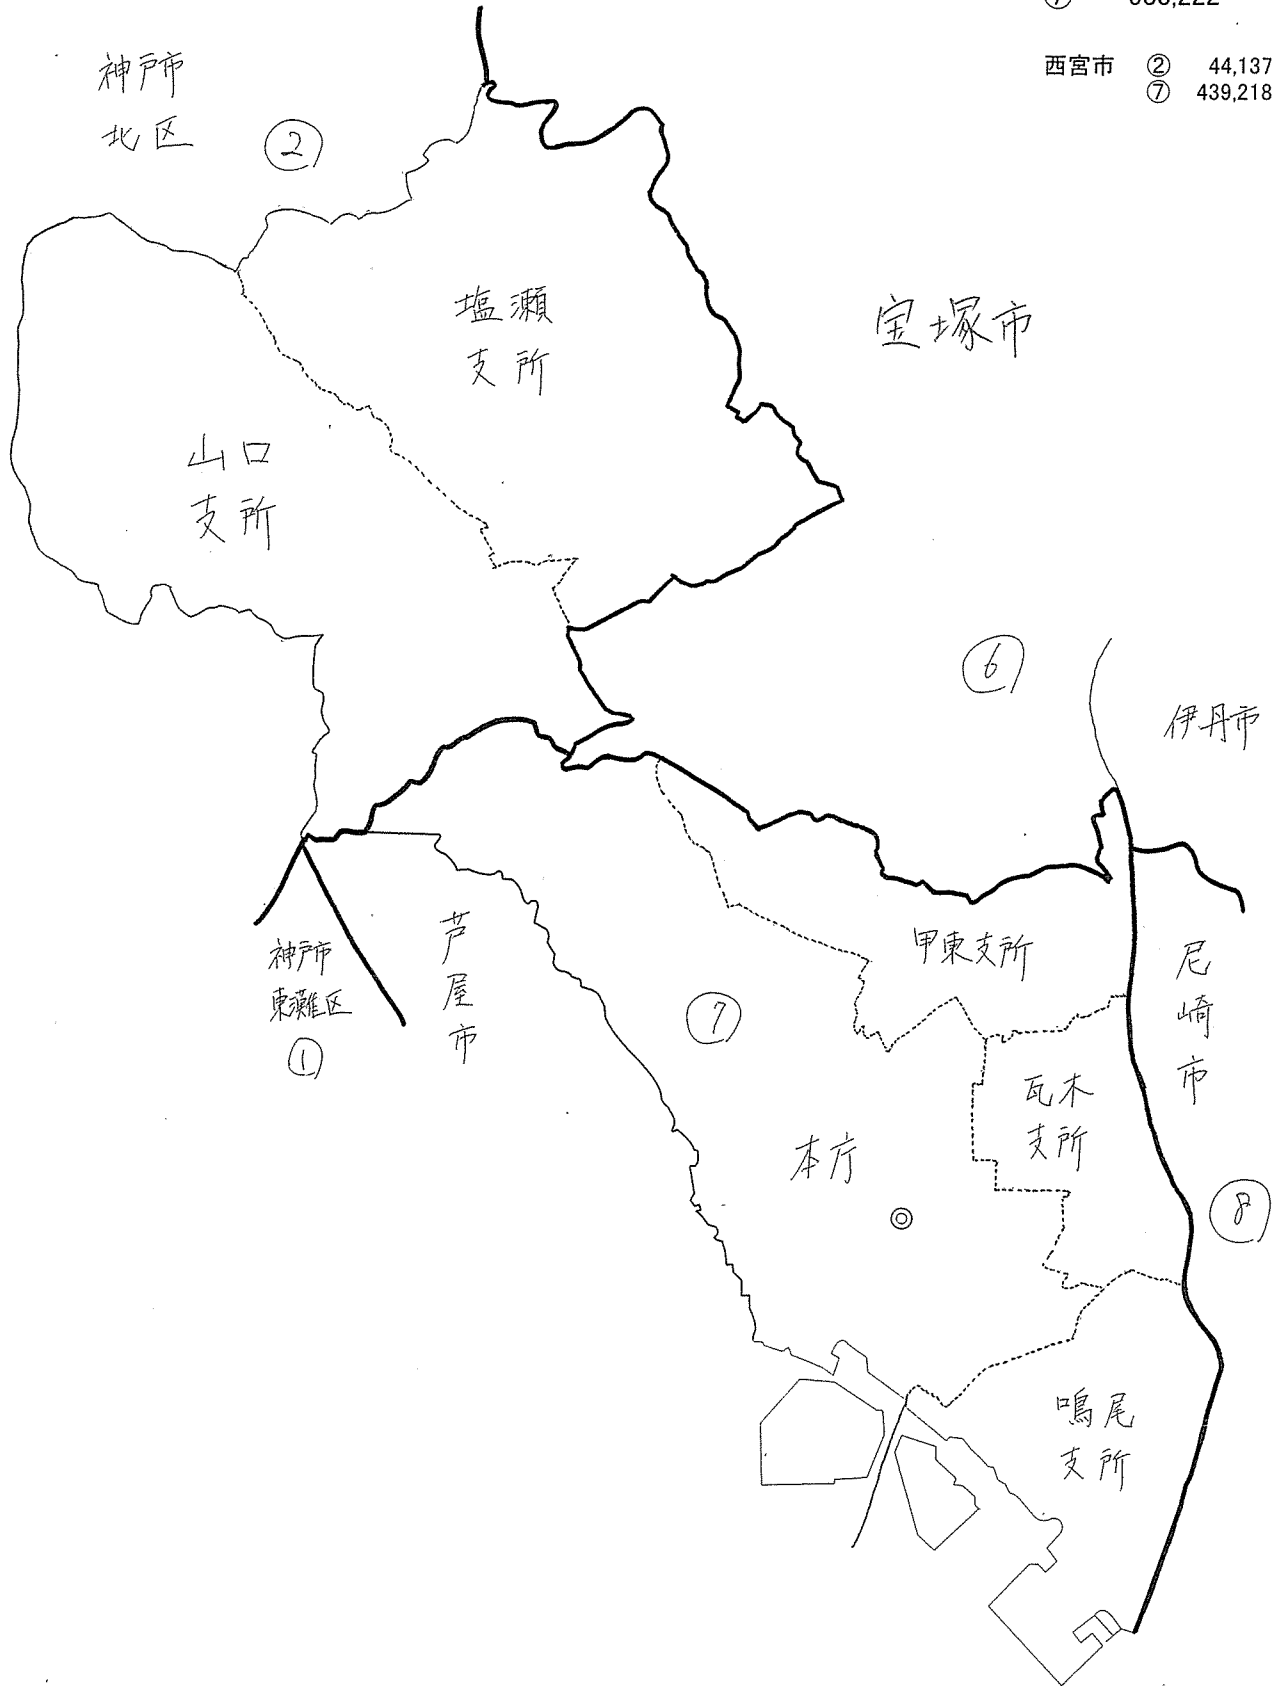 西宮市 ② 44,137
⑦ 439,218
神戸市
北区
②
塩瀬
支所
宝塚市
山口
支所
⑥
伊丹市
甲東支所
芦屋市
神戸市
東灘区
①
⑦
尼崎市
瓦木
支所
本庁
⑧
鳴尾
支所